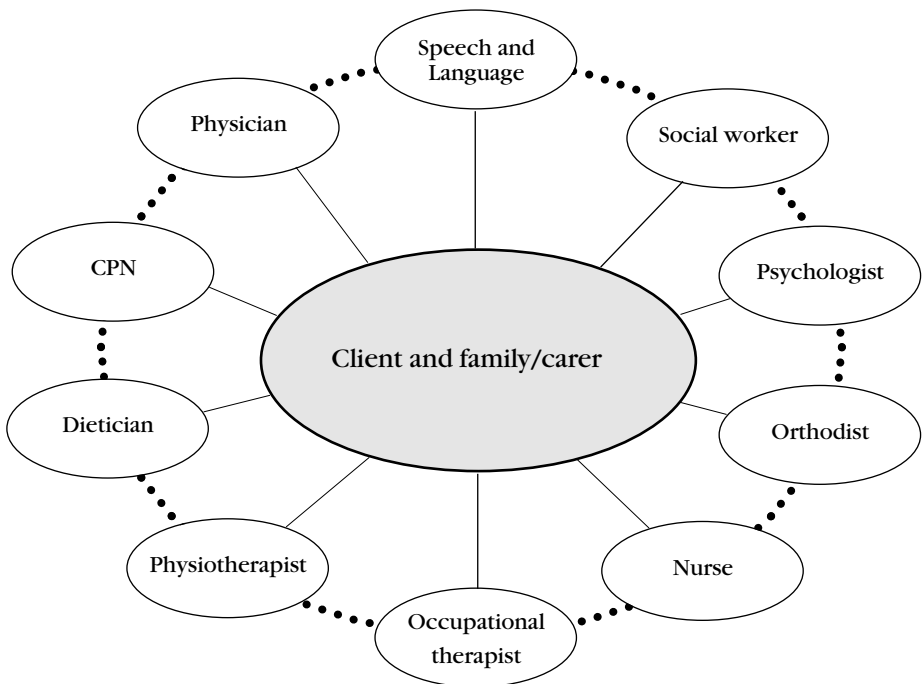 Speech and
Language
Physician
Social worker
CPN
Psychologist
Client and family/carer
Dietician
Orthodist
Physiotherapist
Nurse
Occupational
therapist